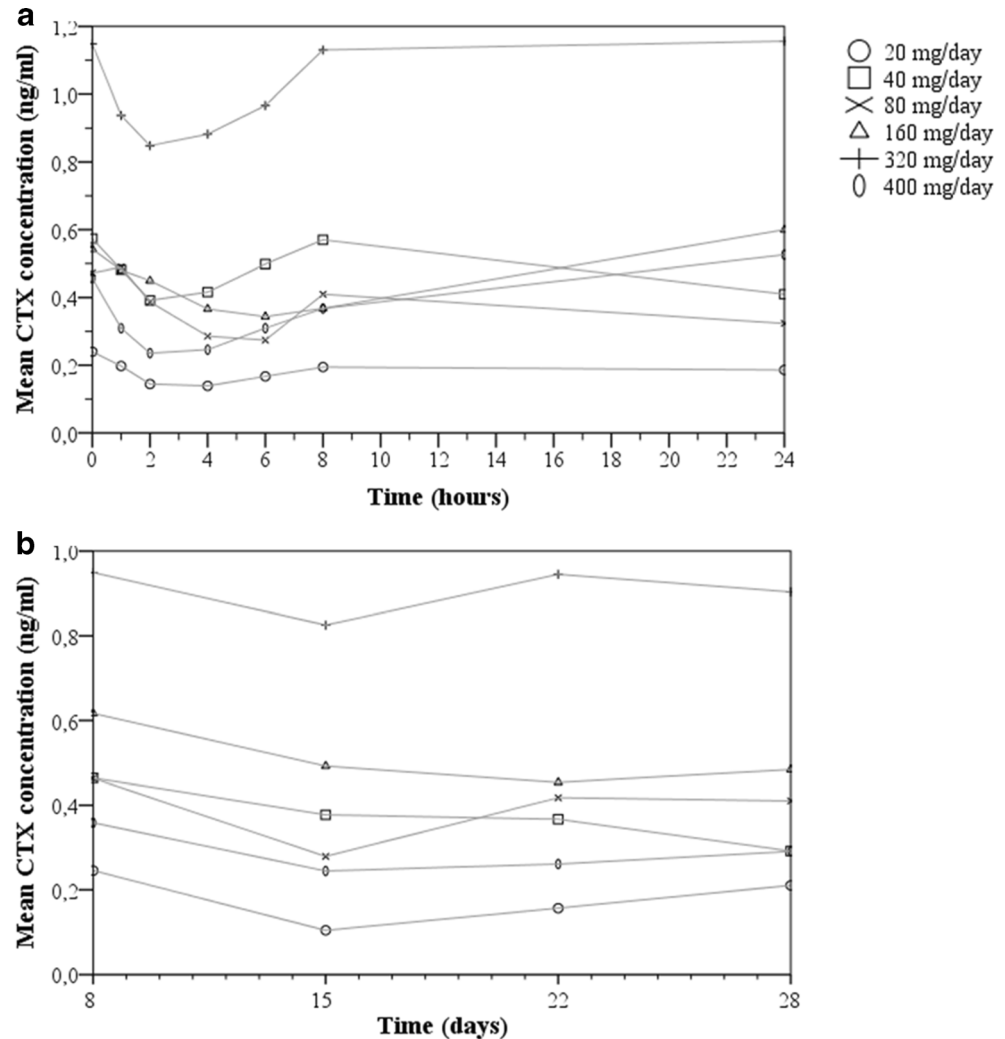 a
1,2
1,0
0,8
0,6
0,4
0,2
0,0
Mean CTX concentration (ng/ml)
0 2 4 6 8 10 12 14 16 18 20 22 24
Time (hours)
20 mg/day
40 mg/day
80 mg/day
160 mg/day
320 mg/day
400 mg/day
b
1,0
0,8
0,6
0,4
0,2
0,0
Mean CTX concentration (ng/ml)
8 15 22 28
Time (days)